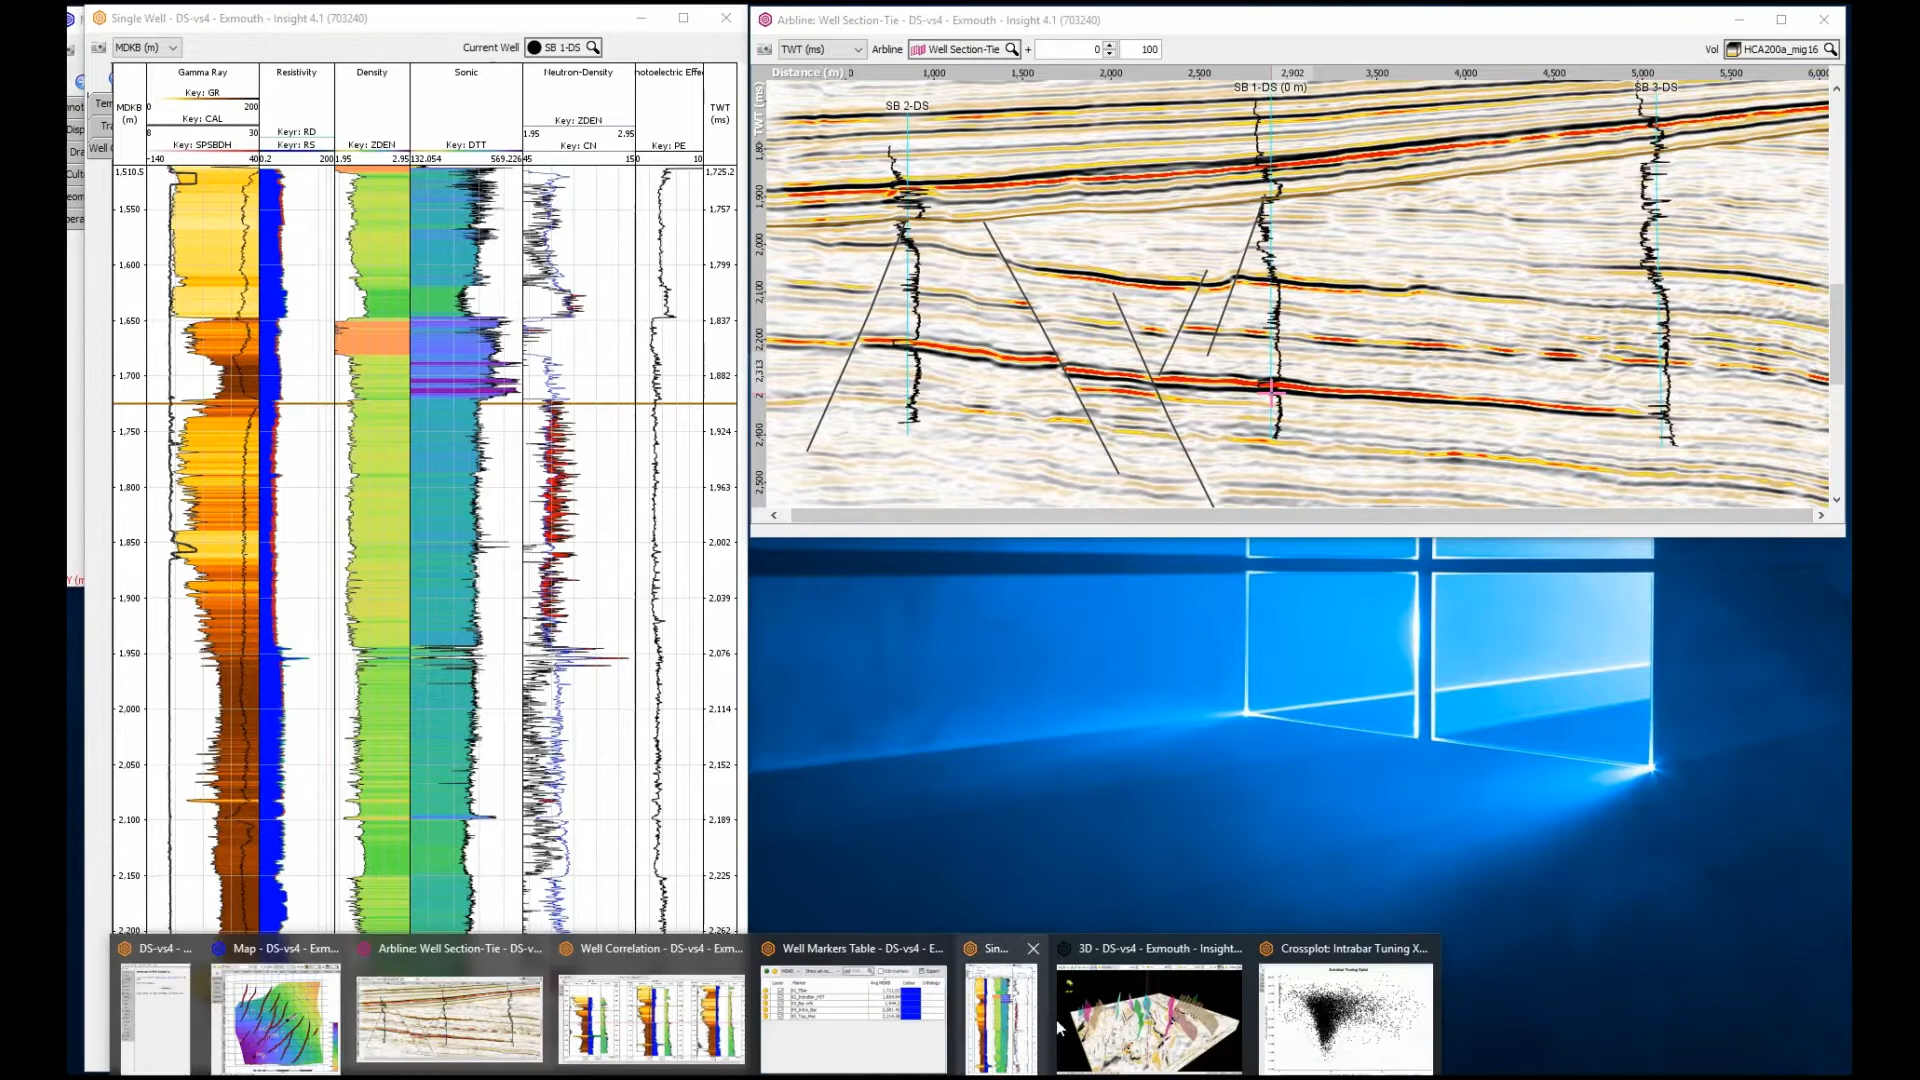 Single Well - DS-vs4 - Exmouth - Insight 4.1 (703240)
MDKB (m)
Current Well
SB 1-DS
Gamma Ray
Resistivity
Density
Sonic
Neutron-Density
hotoelectric Effe
MDKB
(m)
TWT
(ms)
Key: GR
0
200
Key: CAL
8
30
Key: SPSBDH
-140
40
Keyr: RD
Keyr: RS
0.2
200
Key: ZDEN
1.95
2.95
Key: DTT
132.054
569.226
Key: ZDEN
1.95
2.95
Key: CN
45
150
Key: PE
10
1,510.5
1,725.2
1,550
1,757
1,600
1,799
1,650
1,837
1,700
1,882
1,750
1,924
1,800
1,963
1,850
2,002
1,900
2,039
1,950
2,076
2,000
2,114
2,050
2,152
2,100
2,189
2,150
2,225
2,200
2,262
Arbline: Well Section-Tie - DS-vs4 - Exmouth - Insight 4.1 (703240)
TWT (ms)
Arbline
Well Section-Tie
+
0
100
Vol
HCA200a_mig16
Distance (m)
0
1,000
1,500
2,000
2,500
2,902
3,500
4,000
4,500
5,000
5,500
6,000
TWT (ms)
SB 2-DS
SB 1-DS (0 m)
SB 3-DS
1,900
2,000
2,100
2,200
2,313
2,400
2,500
DS-vs4 - ...
Map - DS-vs4 - Exm...
Arbline: Well Section-Tie - DS-v...
Well Correlation - DS-vs4 - Exm...
Well Markers Table - DS-vs4 - E...
Sin...
3D - DS-vs4 - Exmouth - Insight...
Crossplot: Intrabar Tuning X...